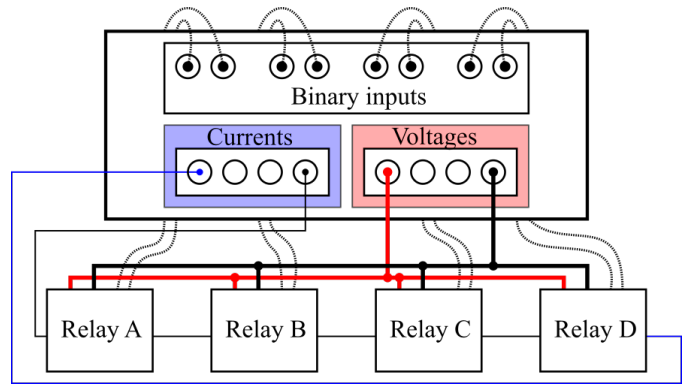 Binary inputs
Currents
Voltages
Relay A
Relay B
Relay C
Relay D